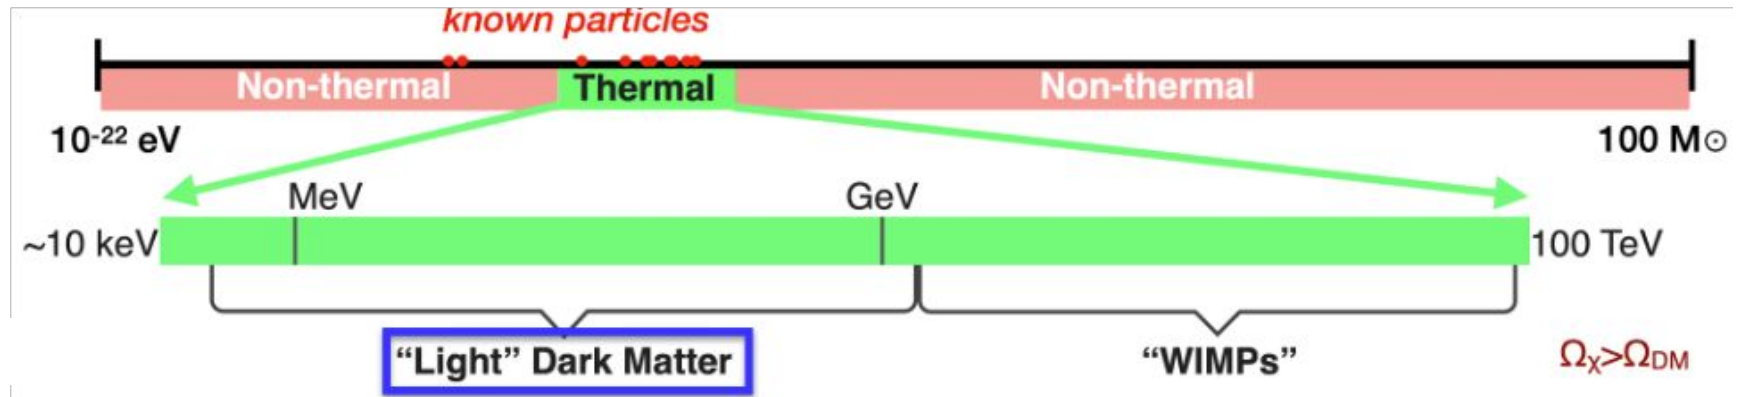 known particles
Non-thermal Thermal Non-thermal
10⁻²² eV 100 M☉
MeV GeV
~10 keV 100 TeV
“Light” Dark Matter “WIMPs” Ωχ>ΩDM